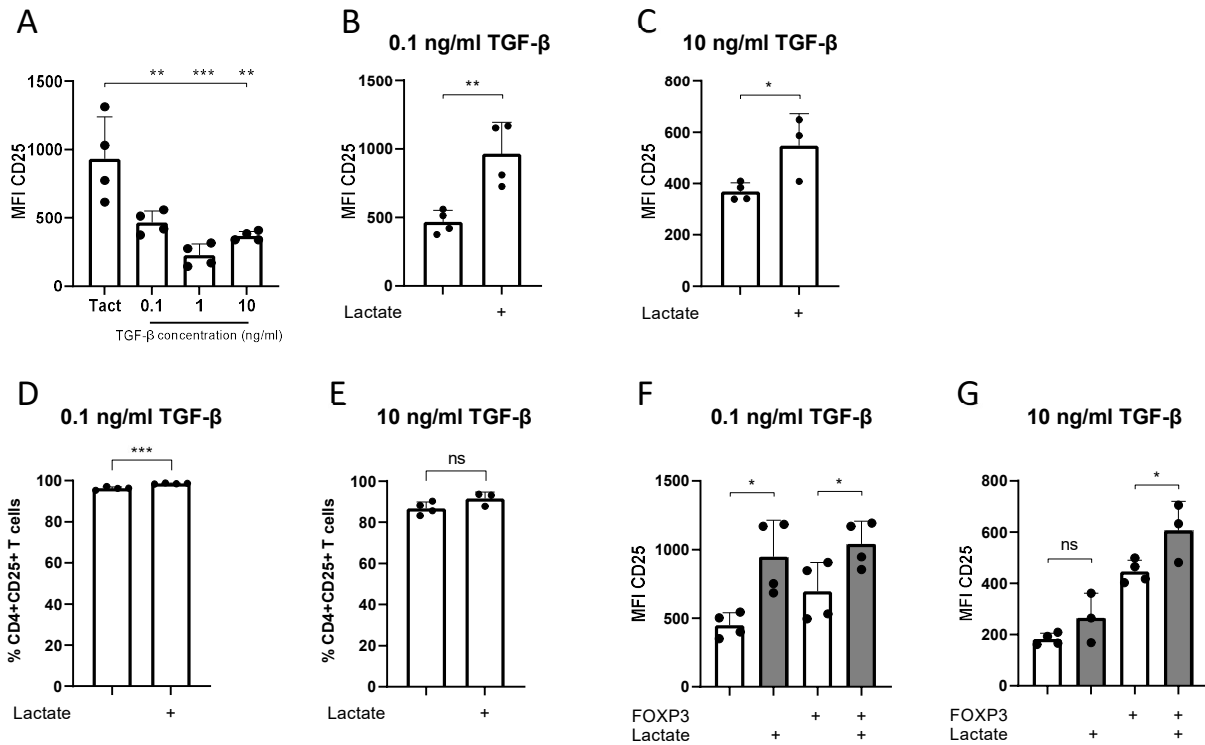 A
** *** **
1500
1000
500
0
MFI CD25
Tact 0.1 1 10
TGF-β concentration (ng/ml)
B
0.1 ng/ml TGF-β
**
1500
1000
500
0
MFI CD25
Lactate +
C
10 ng/ml TGF-β
*
800
600
400
200
0
MFI CD25
Lactate +
D
0.1 ng/ml TGF-β
***
100
80
60
40
20
0
% CD4+CD25+ T cells
Lactate +
E
10 ng/ml TGF-β
ns
100
80
60
40
20
0
% CD4+CD25+ T cells
Lactate +
F
0.1 ng/ml TGF-β
* *
1500
1000
500
0
MFI CD25
FOXP3 + +
Lactate + +
G
10 ng/ml TGF-β
ns *
800
600
400
200
0
MFI CD25
FOXP3 + +
Lactate + +